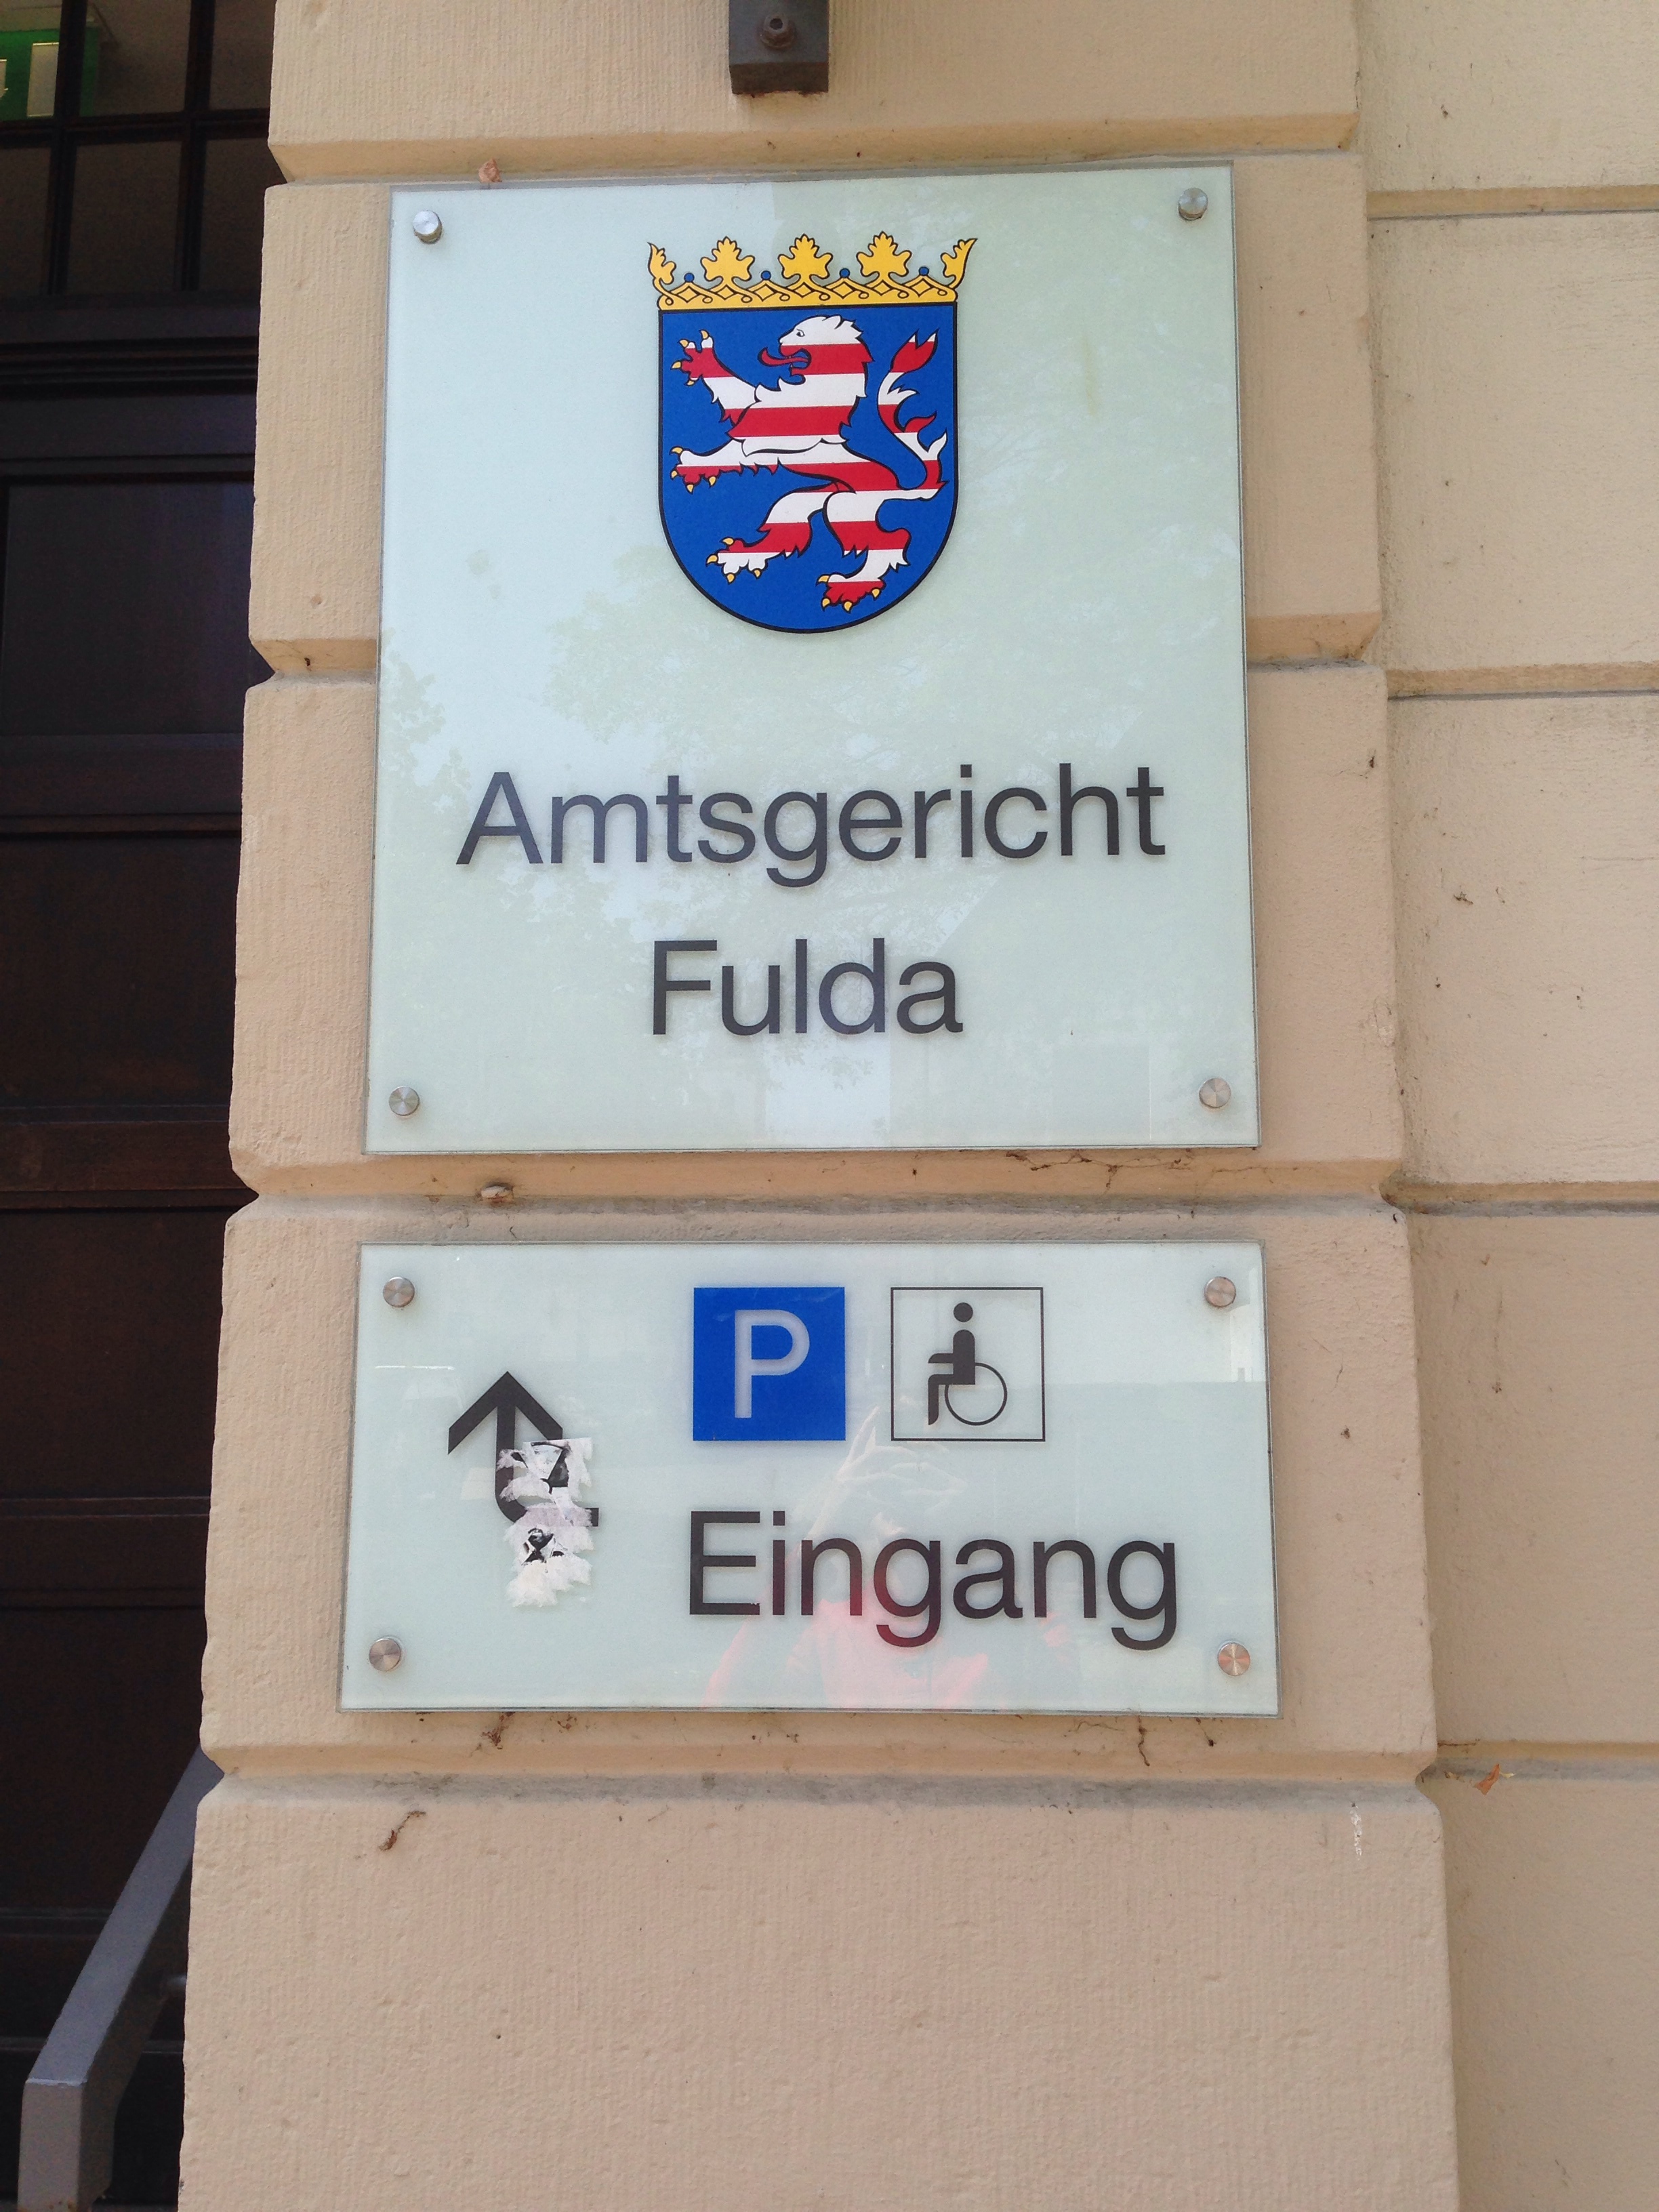 Amtsgericht
Fulda
P
Eingang